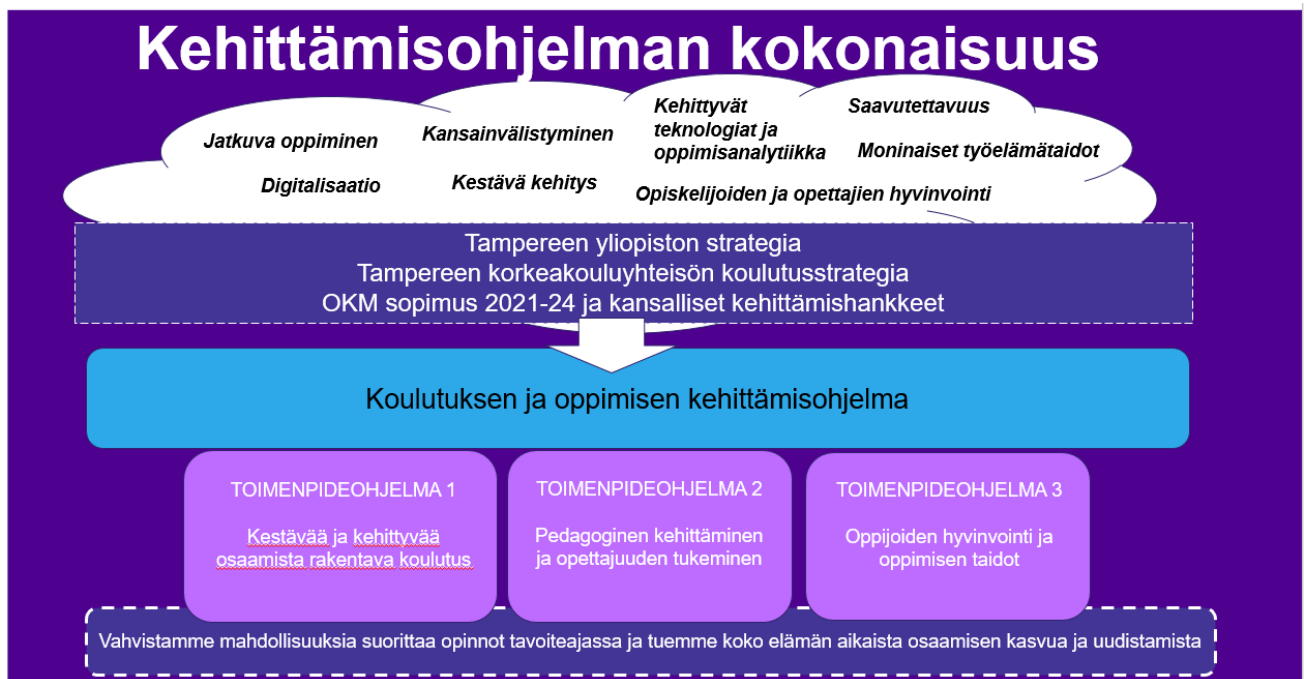 Kehittämisohjelman kokonaisuus
Jatkuva oppiminen
Kansainvälistyminen
Kehittyvät
teknologiat ja
oppimisanalytiikka
Saavutettavuus
Moninaiset työelämätaidot
Digitalisaatio
Kestävä kehitys
Opiskelijoiden ja opettajien hyvinvointi
Tampereen yliopiston strategia
Tampereen korkeakouluyhteisön koulutusstrategia
OKM sopimus 2021-24 ja kansalliset kehittämishankkeet
Koulutuksen ja oppimisen kehittämisohjelma
TOIMENPIDEOHJELMA 1
Kestävää ja kehittyvää
osaamista rakentava koulutus
TOIMENPIDEOHJELMA 2
Pedagoginen kehittäminen
ja opettajuuden tukeminen
TOIMENPIDEOHJELMA 3
Oppijoiden hyvinvointi ja
oppimisen taidot
Vahvistamme mahdollisuuksia suorittaa opinnot tavoiteajassa ja tuemme koko elämän aikaista osaamisen kasvua ja uudistamista